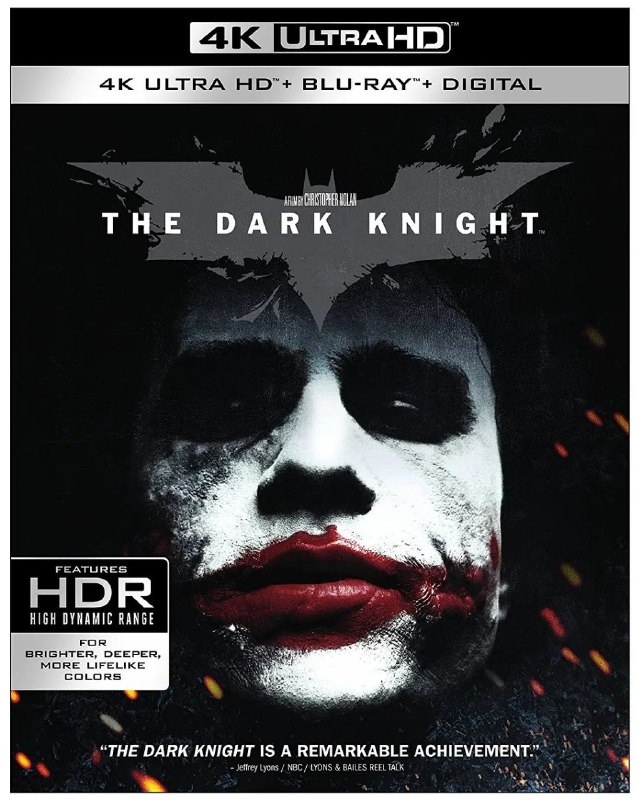 4K ULTRA HD™
4K ULTRA HD™ + BLU-RAY™ + DIGITAL
A FILM BY CHRISTOPHER NOLAN
THE DARK KNIGHT™
FEATURES
HDR
HIGH DYNAMIC RANGE
FOR
BRIGHTER, DEEPER,
MORE LIFELIKE
COLORS
“THE DARK KNIGHT IS A REMARKABLE ACHIEVEMENT.”
- Jeffrey Lyons / NBC / LYONS & BAILES REEL TALK